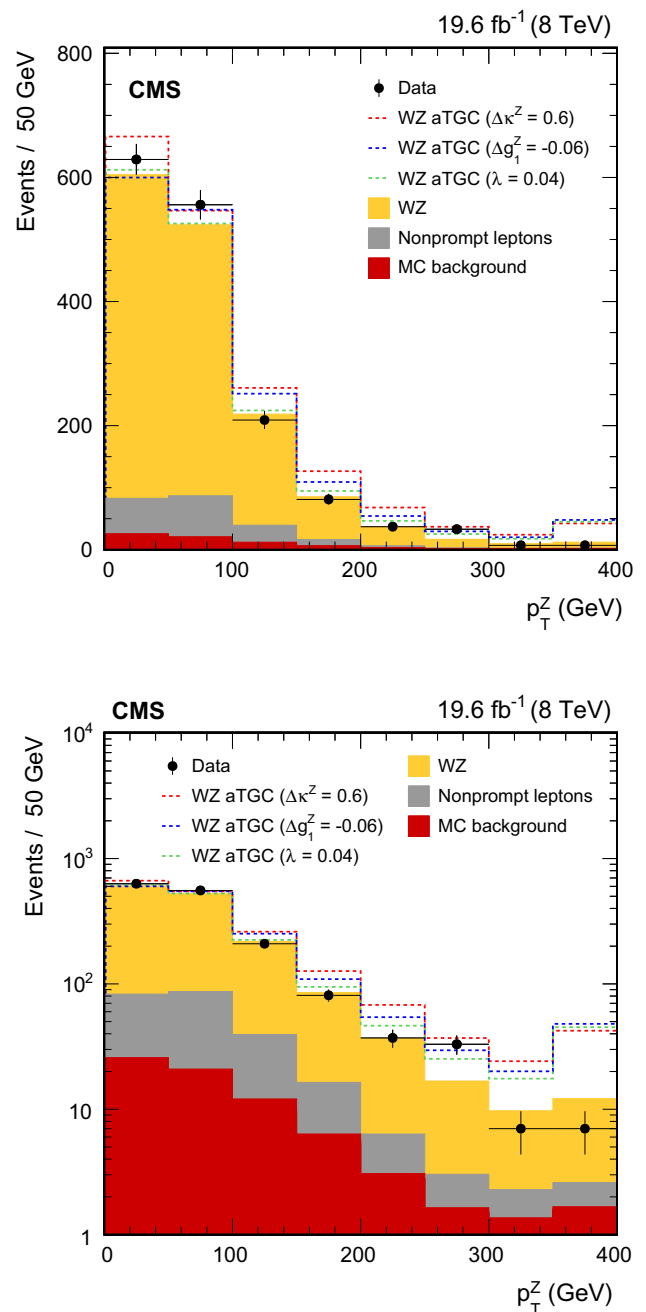 19.6 fb⁻¹ (8 TeV)
CMS
Data
WZ aTGC (Δκ^Z = 0.6)
WZ aTGC (Δg₁^Z = -0.06)
WZ aTGC (λ = 0.04)
WZ
Nonprompt leptons
MC background
Events / 50 GeV
800
600
400
200
0
0 100 200 300 400
p_T^Z (GeV)
CMS 19.6 fb⁻¹ (8 TeV)
Data WZ
WZ aTGC (Δκ^Z = 0.6) Nonprompt leptons
WZ aTGC (Δg₁^Z = -0.06) MC background
WZ aTGC (λ = 0.04)
Events / 50 GeV
10⁴
10³
10²
10
1
0 100 200 300 400
p_T^Z (GeV)